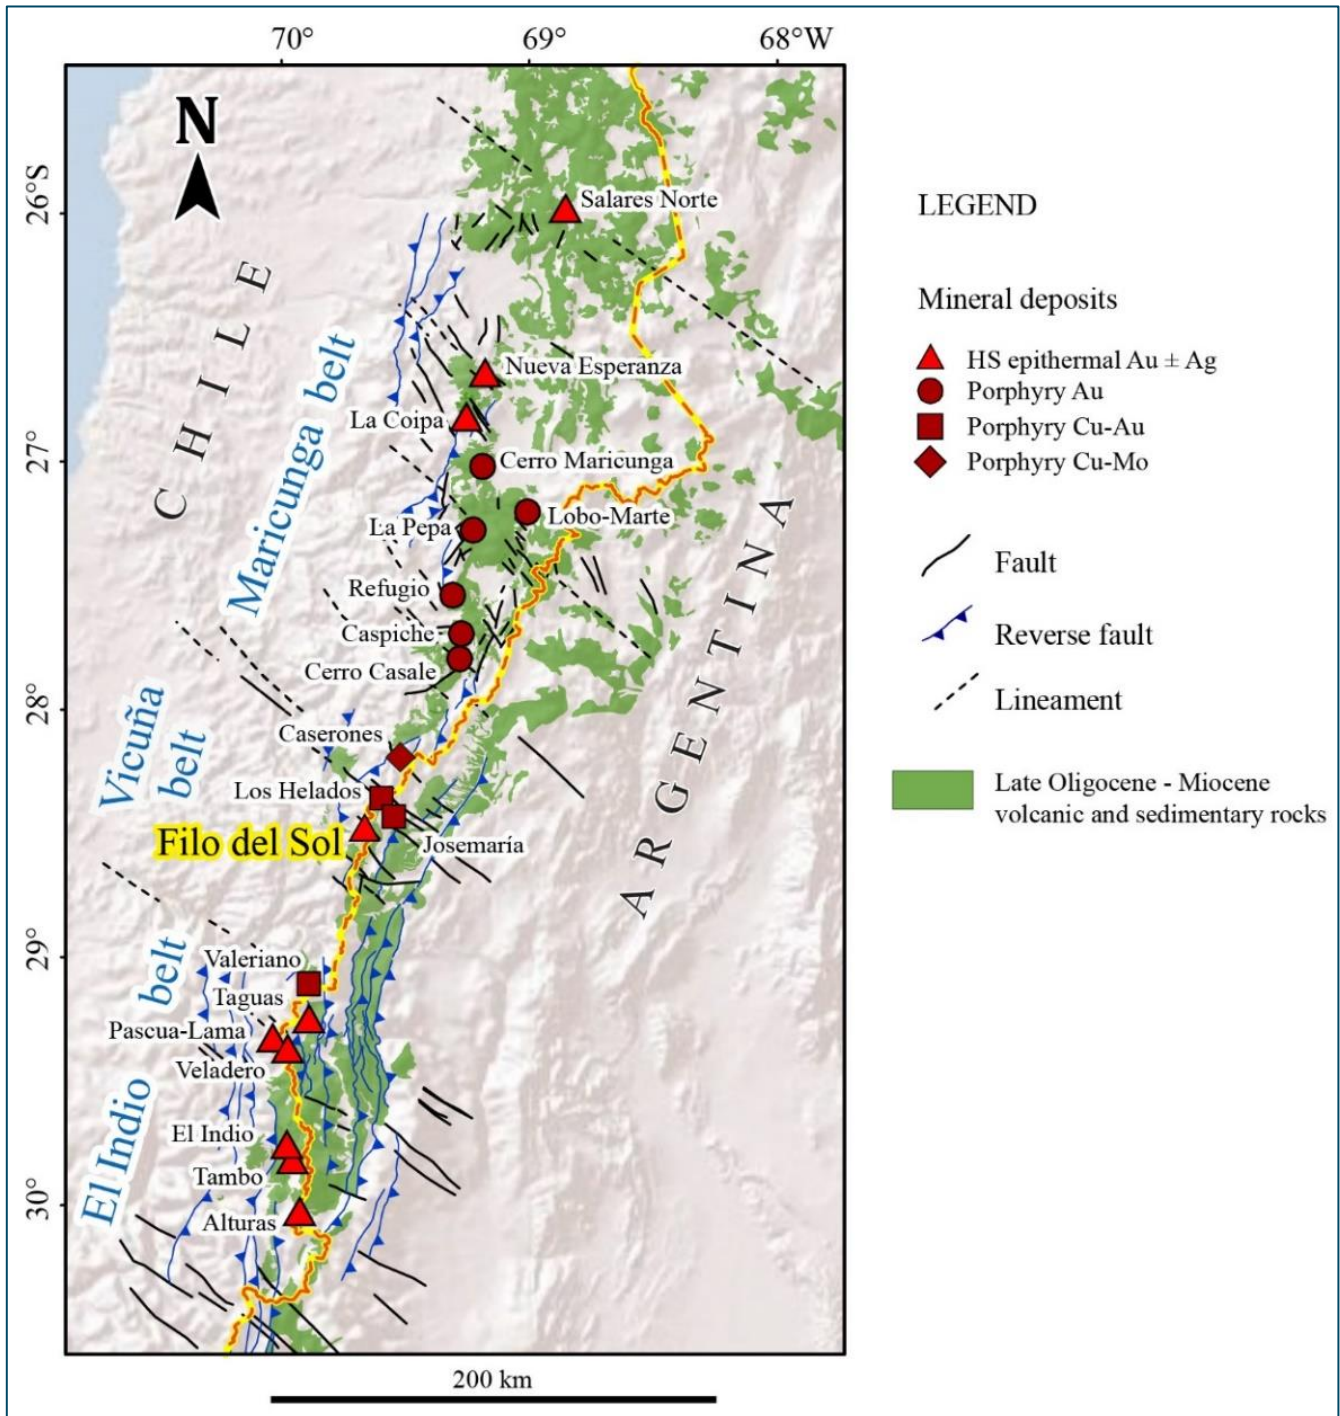 70°
69°
68°W
N
26°S
27°
28°
29°
30°
CHILE
ARGENTINA
Maricunga belt
Vicuña
belt
El Indio
belt
Salares Norte
Nueva Esperanza
La Coipa
Cerro Maricunga
Lobo-Marte
La Pepa
Refugio
Caspiche
Cerro Casale
Caserones
Los Helados
Filo del Sol
Josemaría
Valeriano
Taguas
Pascua-Lama
Veladero
El Indio
Tambo
Alturas
200 km
LEGEND
Mineral deposits
HS epithermal Au ± Ag
Porphyry Au
Porphyry Cu-Au
Porphyry Cu-Mo
Fault
Reverse fault
Lineament
Late Oligocene - Miocene
volcanic and sedimentary rocks